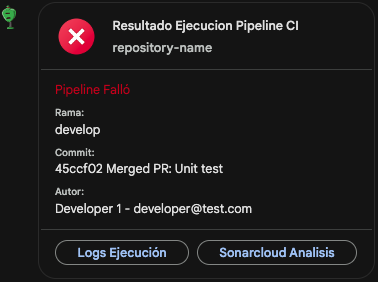 Resultado Ejecucion Pipeline CI
repository-name
Pipeline Falló
Rama:
develop
Commit:
45ccf02 Merged PR: Unit test
Autor:
Developer 1 - developer@test.com
Logs Ejecución
Sonarcloud Analisis